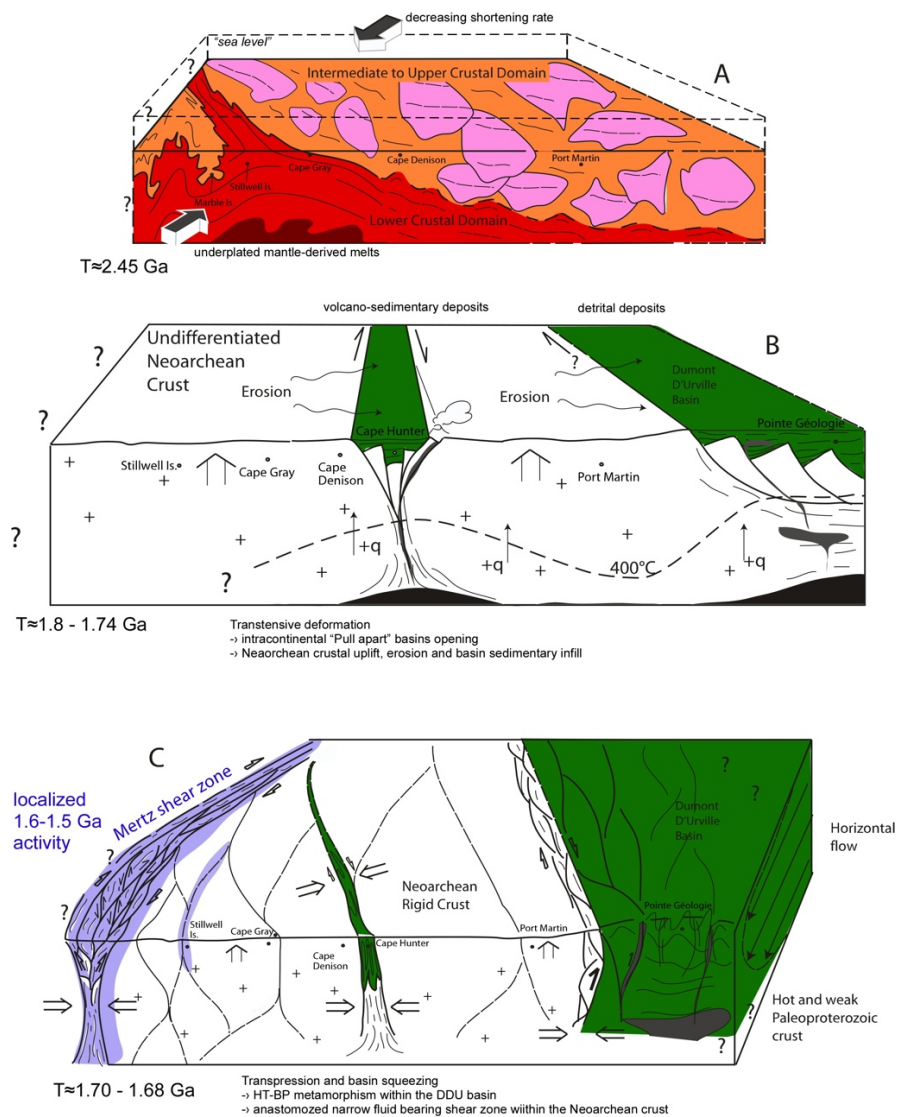 decreasing shortening rate
"sea level"
?
A
Intermediate to Upper Crustal Domain
?
Cape Denison
Port Martin
Cape Gray
Stillwell Is.
Marble Is.
?
Lower Crustal Domain
underplated mantle-derived melts
T≈2.45 Ga
volcano-sedimentary deposits
detrital deposits
Undifferentiated
Neoarchean
Crust
B
?
?
Dumont
D'Urville
Basin
Erosion
Erosion
Pointe Géologie
Cape Hunter
?
Stillwell Is.
Cape Gray
Cape
Denison
Port Martin
?
+q
+q
400°C
+q
?
T≈1.8 - 1.74 Ga
Transtensive deformation
-› intracontinental "Pull apart" basins opening
-› Neaorchean crustal uplift, erosion and basin sedimentary infill
C
?
localized
1.6-1.5 Ga
activity
Mertz shear zone
Dumont
D'Urville
Basin
?
Horizontal
flow
?
Neoarchean
Rigid Crust
Pointe Géologie
?
Stillwell
Is.
Cape Gray
Port Martin
Cape
Denison
Cape Hunter
?
Hot and weak
Paleoproterozoic
crust
?
?
T≈1.70 - 1.68 Ga
Transpression and basin squeezing
-› HT-BP metamorphism within the DDU basin
-› anastomozed narrow fluid bearing shear zone wiithin the Neoarchean crust